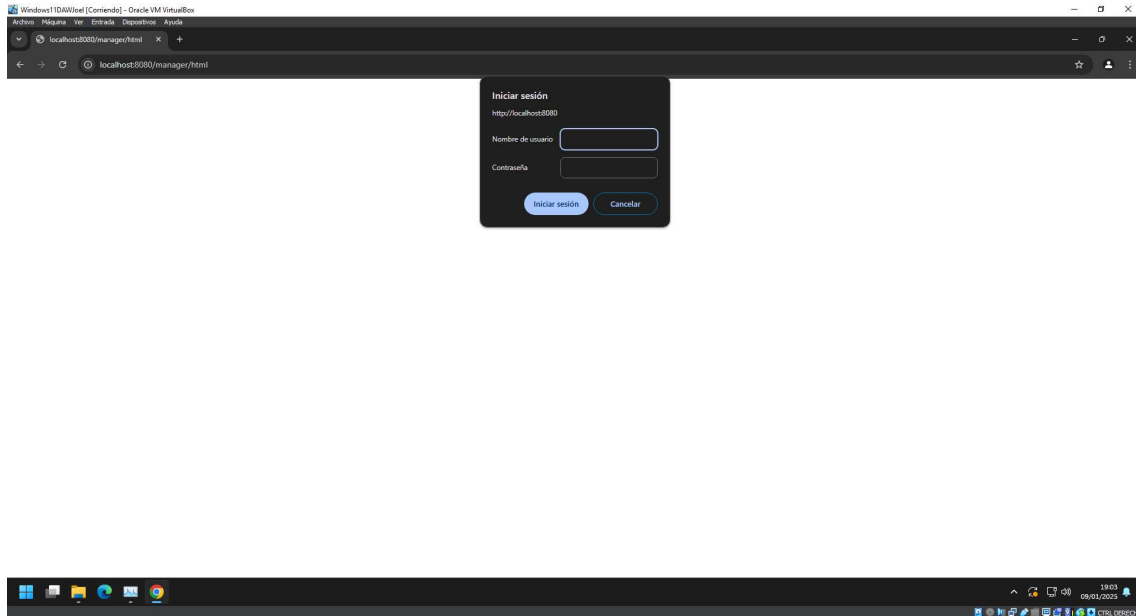 Windows11DAWJoel [Corriendo] - Oracle VM VirtualBox
Archivo Máquina Ver Entrada Dispositivos Ayuda
localhost:8080/manager/html
localhost:8080/manager/html
Iniciar sesión
http://localhost:8080
Nombre de usuario
Contraseña
Iniciar sesión Cancelar
19:03
09/01/2025
CTRL DERECH